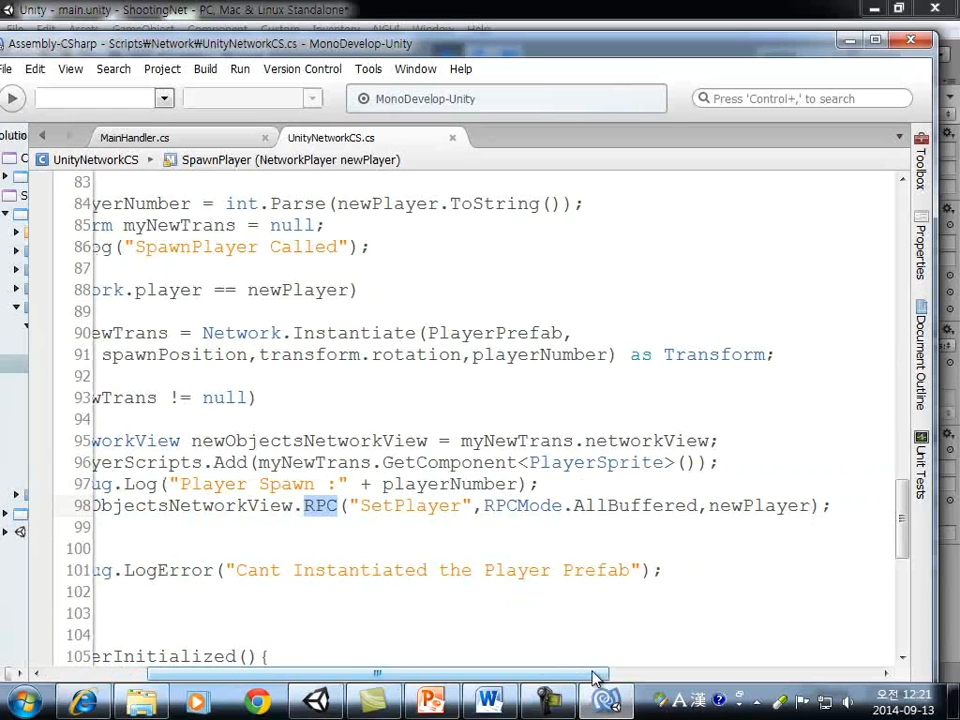 Unity - main.unity - ShootingNet - PC, Mac & Linux Standalone*
Assembly-CSharp - Scripts₩Network₩UnityNetworkCS.cs - MonoDevelop-Unity
File Edit View Search Project Build Run Version Control Tools Window Help
MonoDevelop-Unity
Press 'Control+,' to search
MainHandler.cs
UnityNetworkCS.cs
UnityNetworkCS
SpawnPlayer (NetworkPlayer newPlayer)
83
84 yerNumber = int.Parse(newPlayer.ToString());
85 rm myNewTrans = null;
86 og("SpawnPlayer Called");
87
88 ork.player == newPlayer)
89
90 ewTrans = Network.Instantiate(PlayerPrefab,
91 spawnPosition,transform.rotation,playerNumber) as Transform;
92
93 wTrans != null)
94
95 workView newObjectsNetworkView = myNewTrans.networkView;
96 yerScripts.Add(myNewTrans.GetComponent<PlayerSprite>());
97 ug.Log("Player Spawn :" + playerNumber);
98 ObjectsNetworkView.RPC("SetPlayer",RPCMode.AllBuffered,newPlayer);
99
100
101 ug.LogError("Cant Instantiated the Player Prefab");
102
103
104
105 erInitialized(){
Toolbox
Properties
Document Outline
Unit Tests
A 漢
오전 12:21
2014-09-13